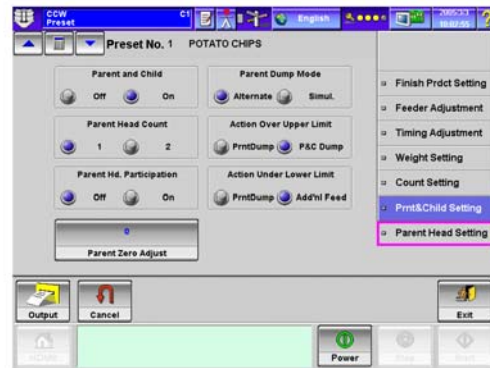 CCW
Preset
C1
English
2005/3/3
10:02:55
Preset No. 1 POTATO CHIPS
Parent and Child
Off On
Parent Dump Mode
Alternate Simul.
Parent Head Count
1 2
Action Over Upper Limit
PrntDump P&C Dump
Parent Hd. Participation
Off On
Action Under Lower Limit
PrntDump Add'nl Feed
0
Parent Zero Adjust
Finish Prdct Setting
Feeder Adjustment
Timing Adjustment
Weight Setting
Count Setting
Prnt&Child Setting
Parent Head Setting
Output
Cancel
Exit
HOME
Power
Stop
Start